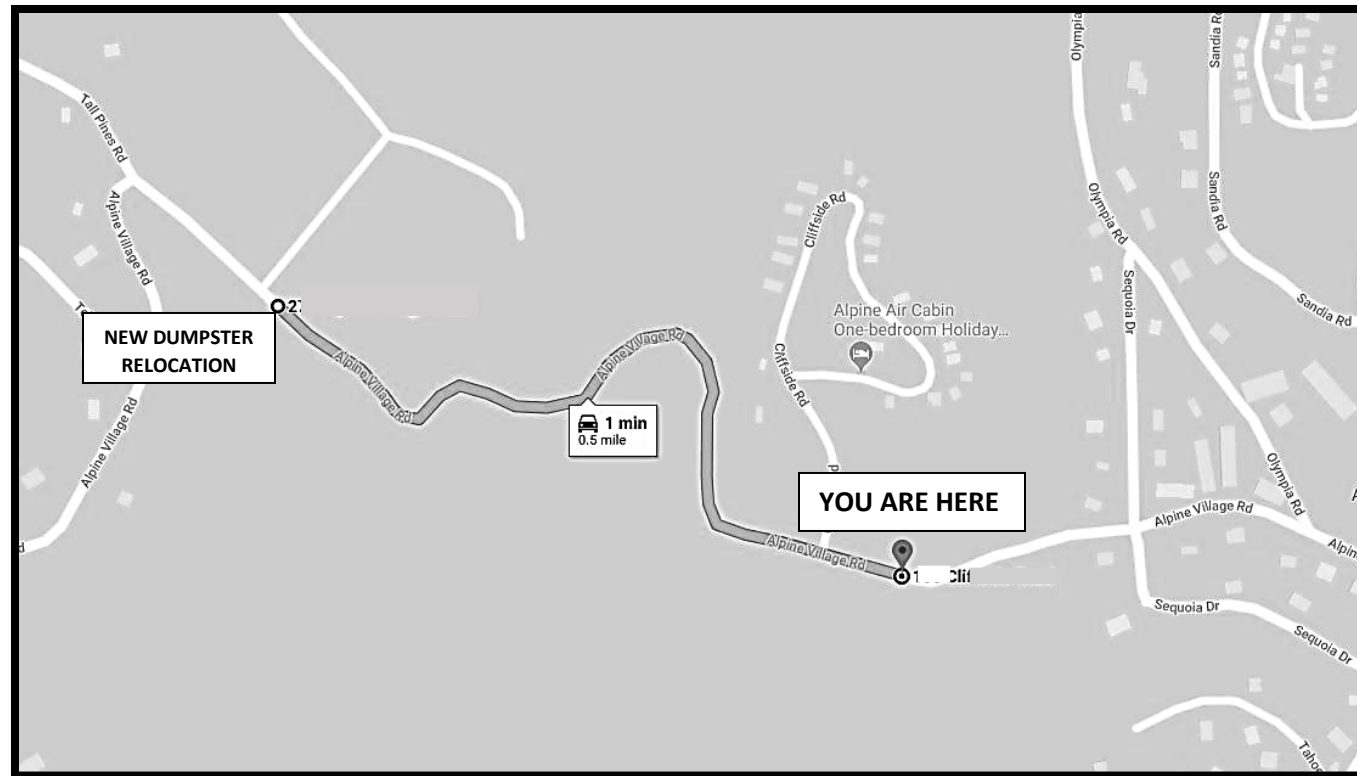 Olympia
Sandia Rd
Tall Pines Rd
Alpine Village Rd
Olympia Rd
Sandia Rd
Cliffside Rd
Sequoia Dr
Sandia Rd
Alpine Air Cabin
One-bedroom Holiday...
NEW DUMPSTER
RELOCATION
Alpine Village Rd
Alpine Village Rd
Cliffside Rd
Alpine Village Rd
1 min
0.5 mile
Alpine Village Rd
Olympia Rd
YOU ARE HERE
Alpine Village Rd
Alpine Village Rd
Sequoia Dr
Sequoia Dr